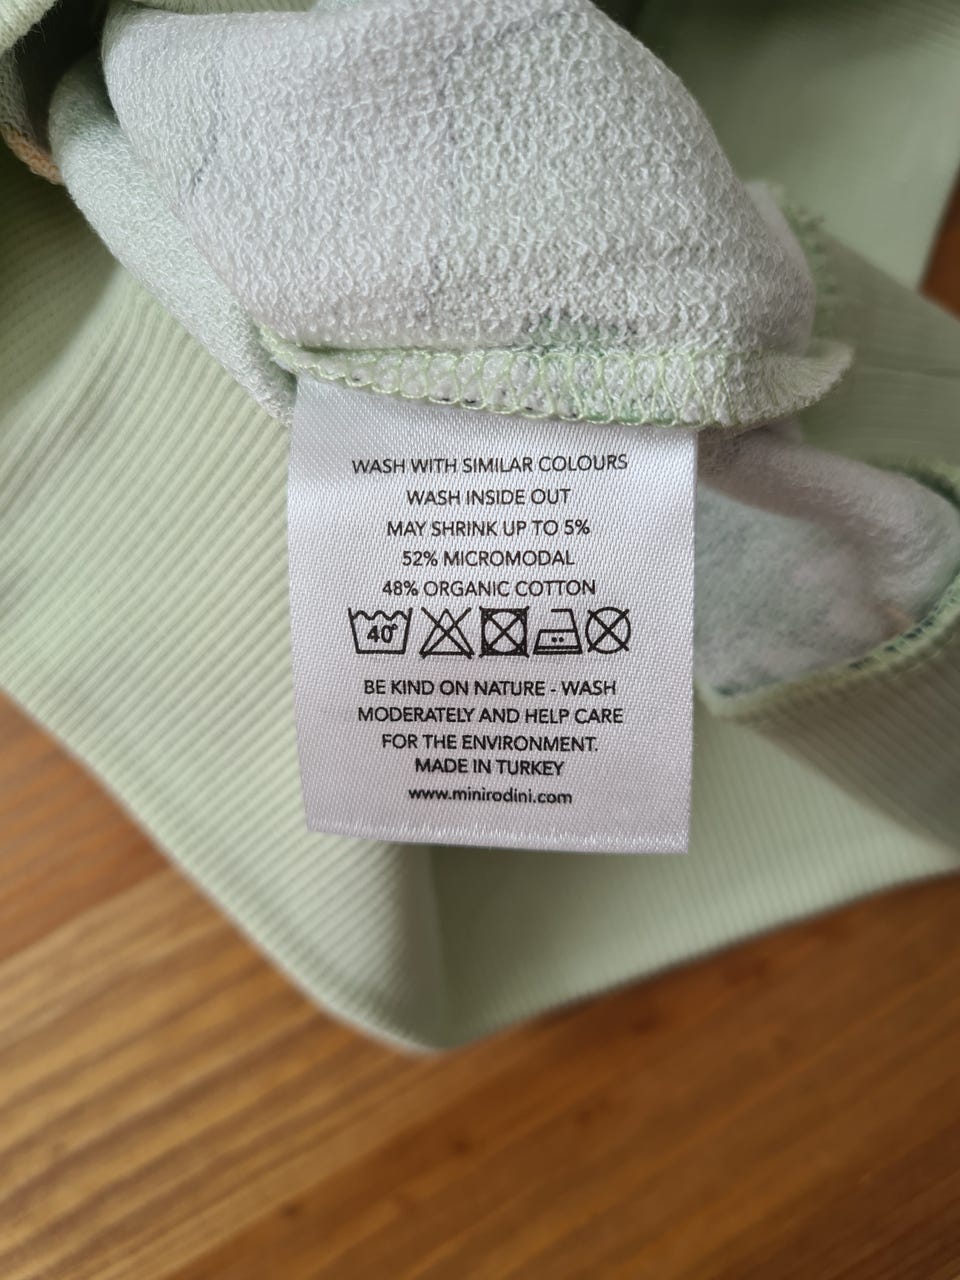 WASH WITH SIMILAR COLOURS
WASH INSIDE OUT
MAY SHRINK UP TO 5%
52% MICROMODAL
48% ORGANIC COTTON
40°
BE KIND ON NATURE - WASH
MODERATELY AND HELP CARE
FOR THE ENVIRONMENT.
MADE IN TURKEY
www.minirodini.com